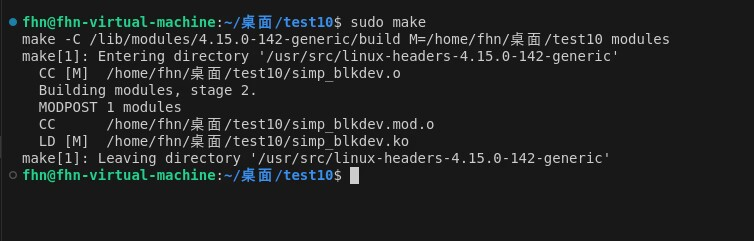 fhn@fhn-virtual-machine:~/桌面/test10$ sudo make
make -C /lib/modules/4.15.0-142-generic/build M=/home/fhn/桌面/test10 modules
make[1]: Entering directory '/usr/src/linux-headers-4.15.0-142-generic'
  CC [M]  /home/fhn/桌面/test10/simp_blkdev.o
  Building modules, stage 2.
  MODPOST 1 modules
  CC      /home/fhn/桌面/test10/simp_blkdev.mod.o
  LD [M]  /home/fhn/桌面/test10/simp_blkdev.ko
make[1]: Leaving directory '/usr/src/linux-headers-4.15.0-142-generic'
fhn@fhn-virtual-machine:~/桌面/test10$